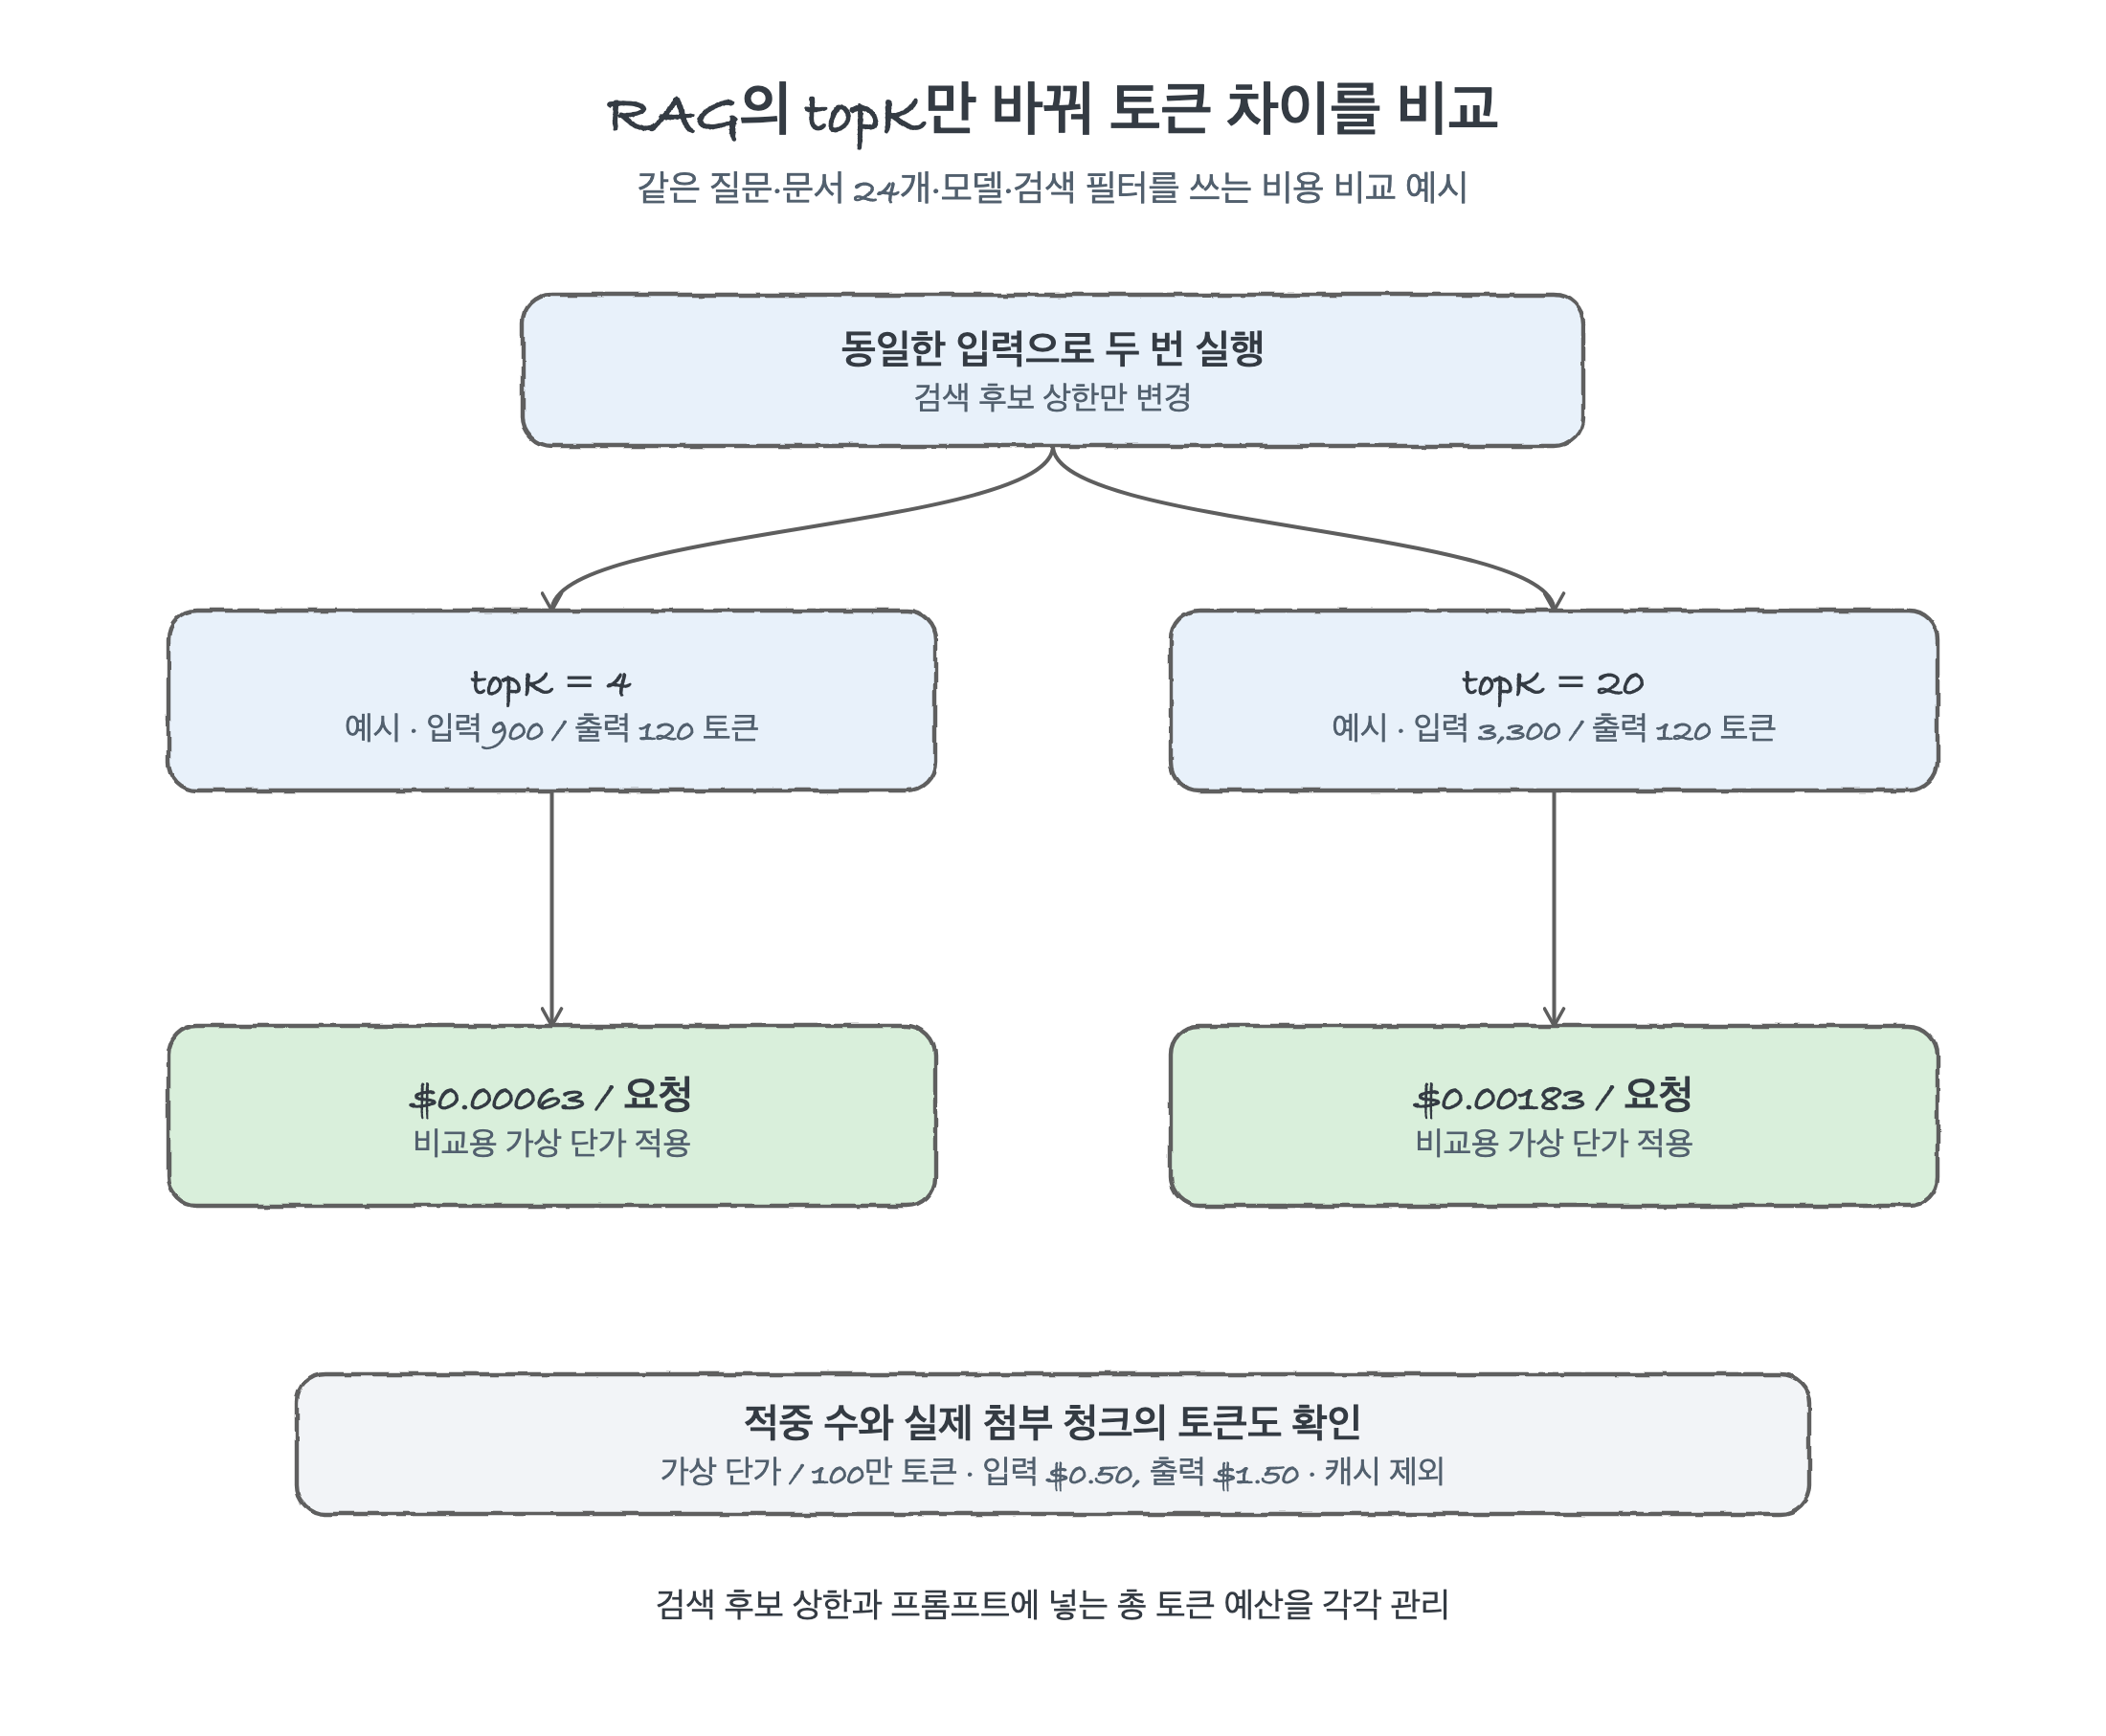 RAG의 topK만 바꿔 토큰 차이를 비교
같은 질문·문서 24개·모델·검색 필터를 쓰는 비용 비교 예시
동일한 입력으로 두 번 실행
검색 후보 상한만 변경
topK = 4
예시 · 입력 900 / 출력 120 토큰
topK = 20
예시 · 입력 3,300 / 출력 120 토큰
$0.00063 / 요청
비교용 가상 단가 적용
$0.00183 / 요청
비교용 가상 단가 적용
적중 수와 실제 첨부 청크의 토큰도 확인
가상 단가 / 100만 토큰 · 입력 $0.50, 출력 $1.50 · 캐시 제외
검색 후보 상한과 프롬프트에 넣는 총 토큰 예산을 각각 관리